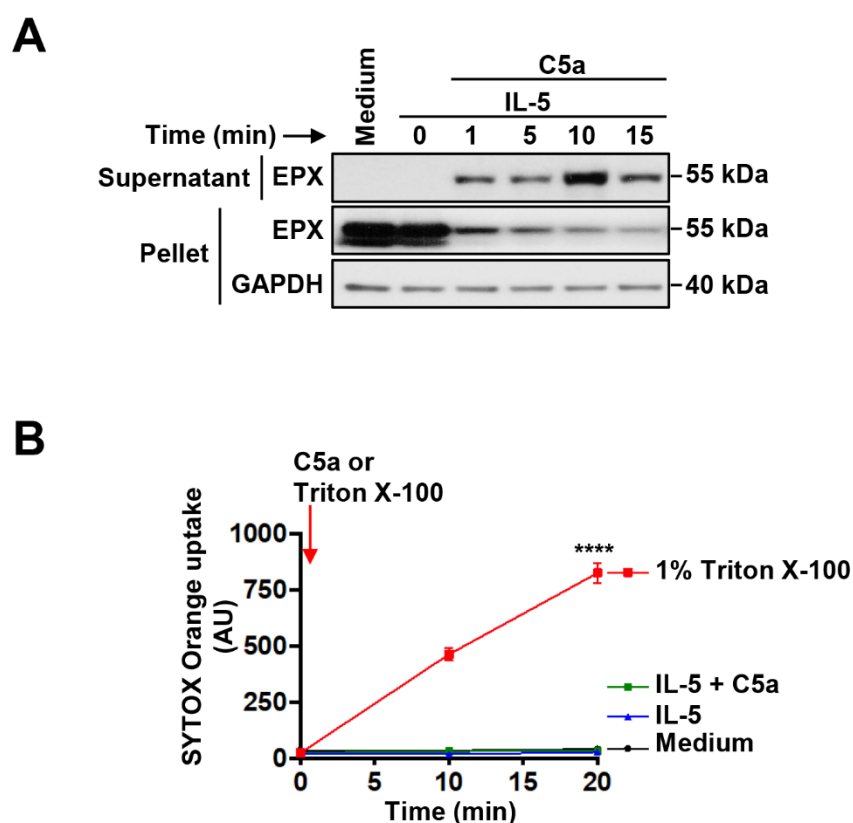 A
C5a
IL-5
Medium
Time (min) 0 1 5 10 15
Supernatant EPX 55 kDa
Pellet
EPX 55 kDa
GAPDH 40 kDa
B
C5a or
Triton X-100
SYTOX Orange uptake
(AU)
1000
750
500
250
0
****
1% Triton X-100
IL-5 + C5a
IL-5
Medium
0 5 10 15 20
Time (min)